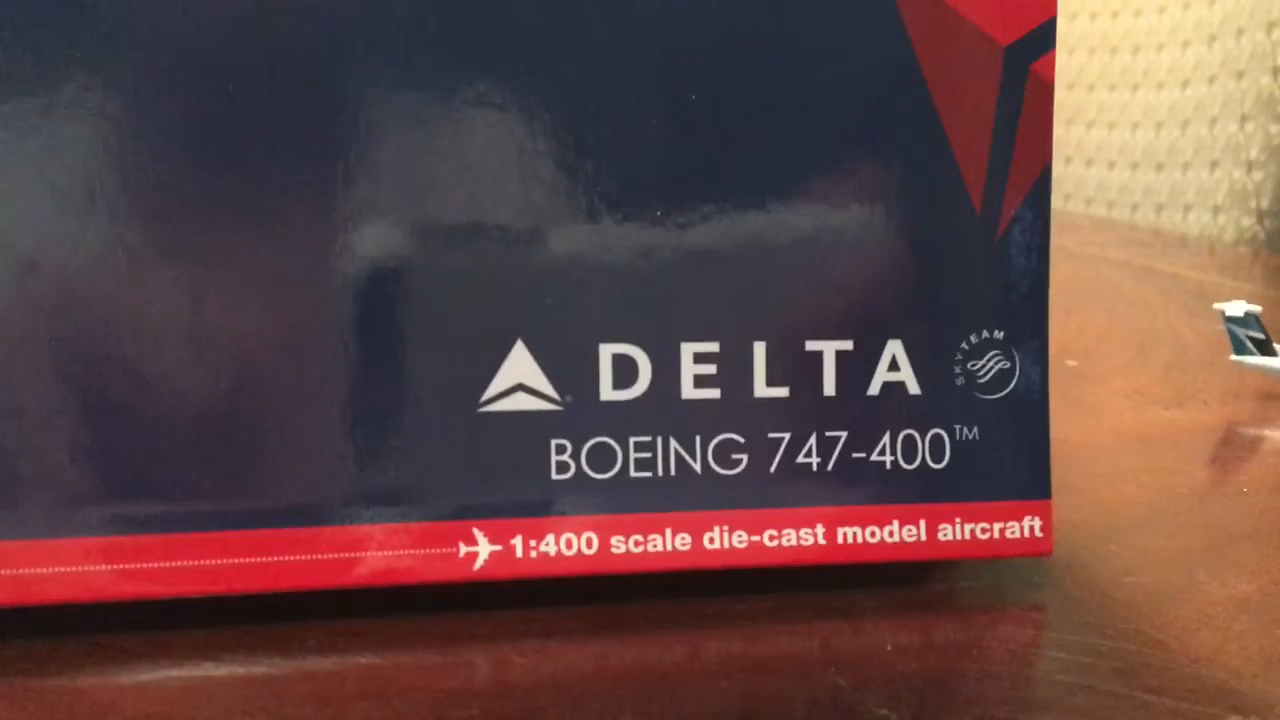 DELTA
SKYTEAM
BOEING 747-400™
1:400 scale die-cast model aircraft